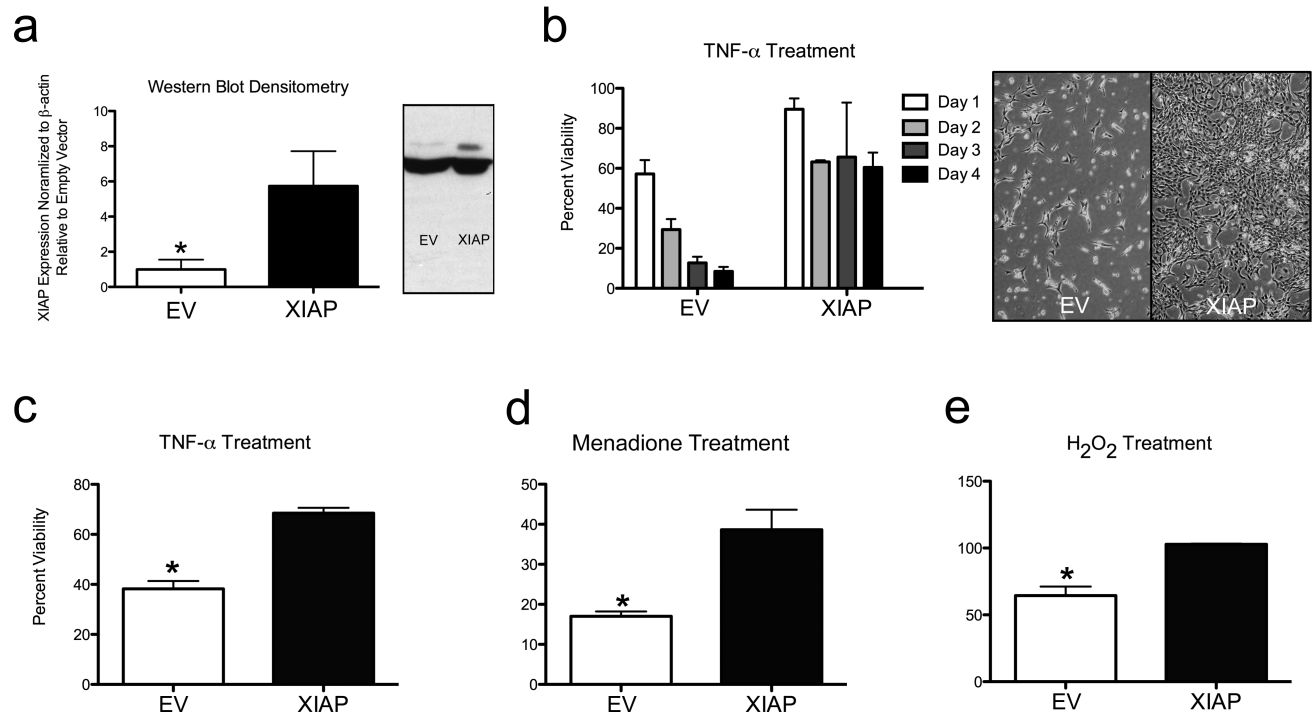 a
Western Blot Densitometry
XIAP Expression Noramlized to β-actin
Relative to Empty Vector
10
8
6
4
2
0
*
EV
XIAP
EV
XIAP
b
TNF-α Treatment
Percent Viability
100
80
60
40
20
0
EV
XIAP
Day 1
Day 2
Day 3
Day 4
EV
XIAP
c
TNF-α Treatment
Percent Viability
80
60
40
20
0
*
EV
XIAP
d
Menadione Treatment
50
40
30
20
10
0
*
EV
XIAP
e
H2O2 Treatment
150
100
50
0
*
EV
XIAP